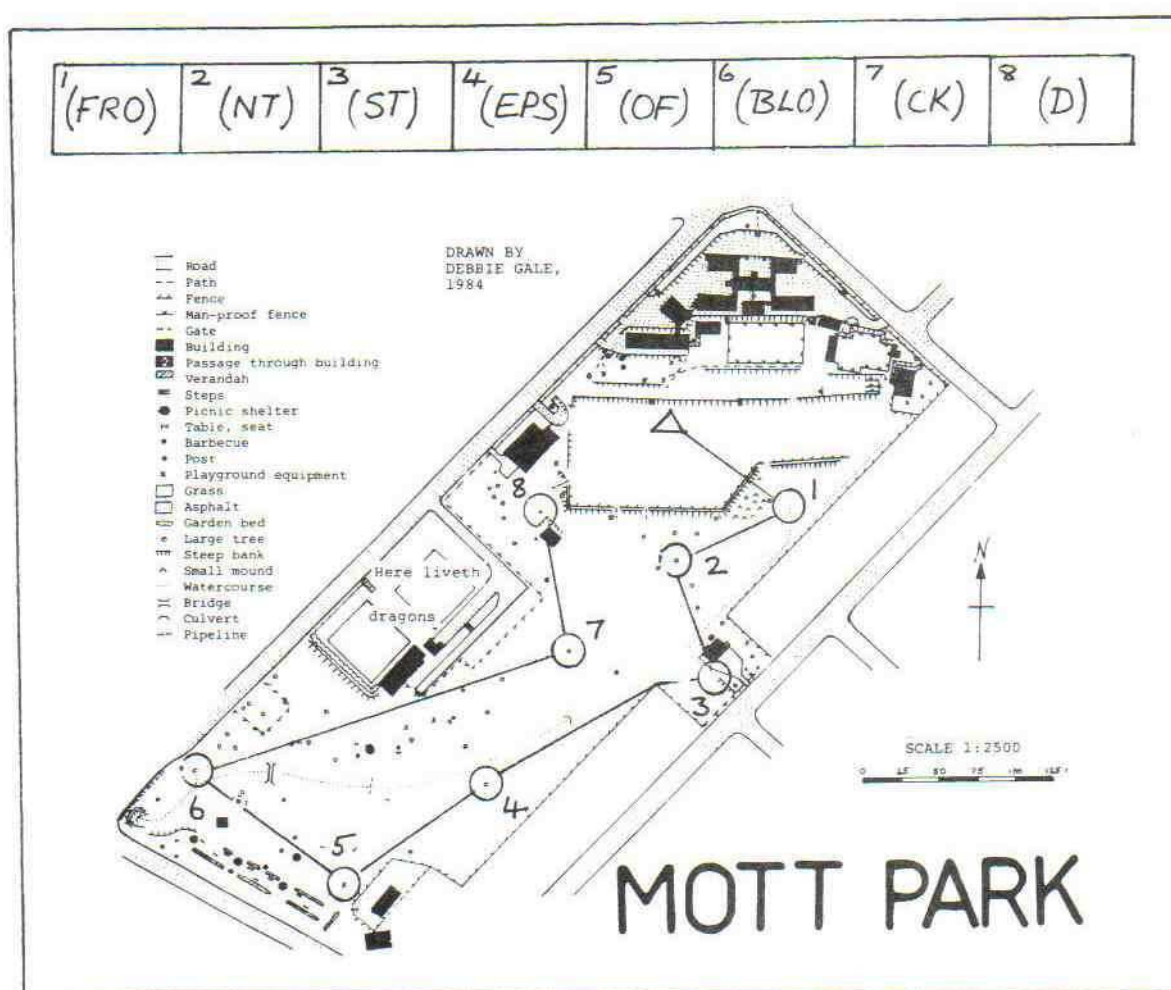 1 (FRO) 2 (NT) 3 (ST) 4 (EPS) 5 (OF) 6 (BLO) 7 (CK) 8 (D)
DRAWN BY
DEBBIE GALE,
1984
Road
Path
Fence
Man-proof fence
Gate
Building
Passage through building
Verandah
Steps
Picnic shelter
Table, seat
Barbecue
Post
Playground equipment
Grass
Asphalt
Garden bed
Large tree
Steep bank
Small mound
Watercourse
Bridge
Culvert
Pipeline
8
1
2
Here liveth
dragons
7
N
3
SCALE 1:2500
0 25 50 75
4
6
5
MOTT PARK